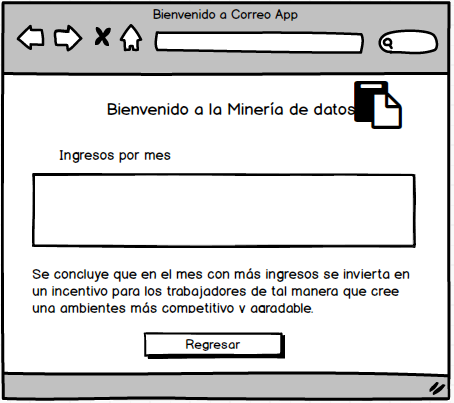 Bienvenido a Correo App
Bienvenido a la Minería de datos
Ingresos por mes
Se concluye que en el mes con más ingresos se invierta en
un incentivo para los trabajadores de tal manera que cree
una ambientes más competitivo y agradable.
Regresar